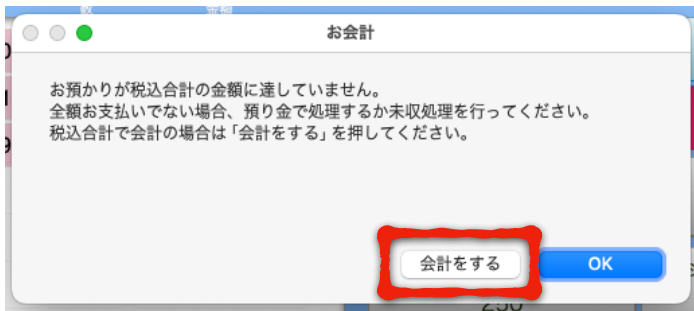 お会計
お預かりが税込合計の金額に達していません。
全額お支払いでない場合、預り金で処理するか未収処理を行ってください。
税込合計で会計の場合は「会計をする」を押してください。
会計をする
OK